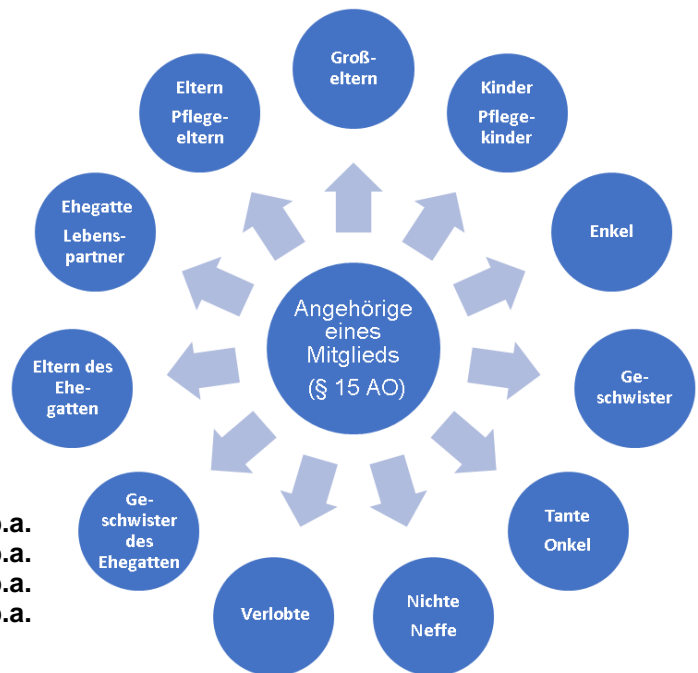 Groß-
eltern
Kinder
Pflege-
kinder
Enkel
Ge-
schwister
Tante
Onkel
Nichte
Neffe
Verlobte
Ge-
schwister
des
Ehegatten
Eltern des
Ehe-
gatten
Ehegatte
Lebens-
partner
Eltern
Pflege-
eltern
Angehörige
eines
Mitglieds
(§ 15 AO)
p.a.
p.a.
p.a.
p.a.